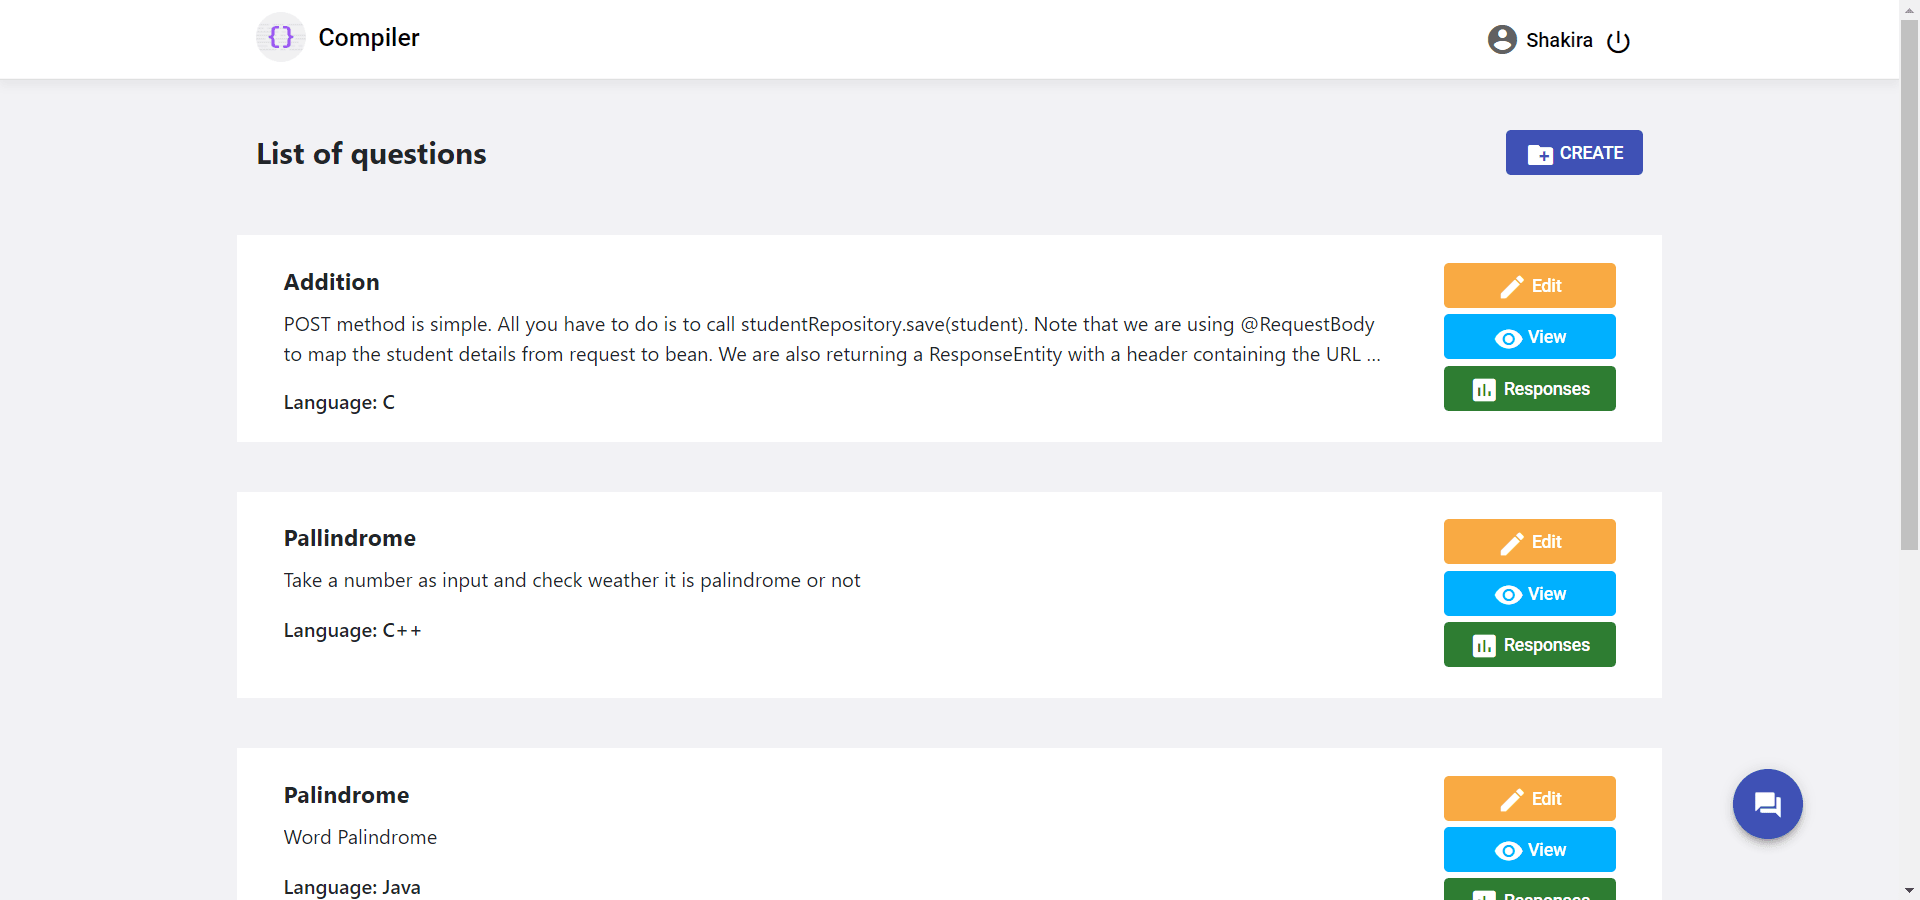 {} Compiler
Shakira
List of questions
CREATE
Addition
POST method is simple. All you have to do is to call studentRepository.save(student). Note that we are using @RequestBody
to map the student details from request to bean. We are also returning a ResponseEntity with a header containing the URL ...
Language: C
Edit
View
Responses
Pallindrome
Take a number as input and check weather it is palindrome or not
Language: C++
Edit
View
Responses
Palindrome
Word Palindrome
Language: Java
Edit
View
Responses